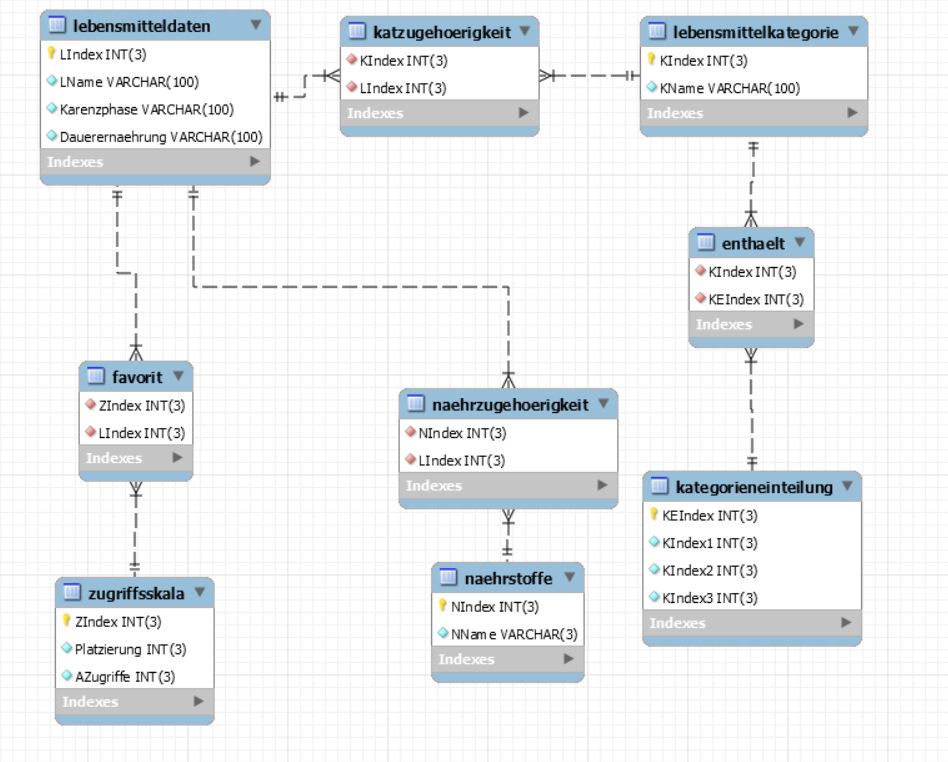 lebensmitteldaten
LIndex INT(3)
LName VARCHAR(100)
Karenzphase VARCHAR(100)
Dauerernaehrung VARCHAR(100)
Indexes
katzugehoerigkeit
KIndex INT(3)
LIndex INT(3)
Indexes
lebensmittelkategorie
KIndex INT(3)
KName VARCHAR(100)
Indexes
enthaelt
KIndex INT(3)
KEIndex INT(3)
Indexes
favorit
ZIndex INT(3)
LIndex INT(3)
Indexes
naehrzugehoerigkeit
NIndex INT(3)
LIndex INT(3)
Indexes
kategorieneinteilung
KEIndex INT(3)
KIndex1 INT(3)
KIndex2 INT(3)
KIndex3 INT(3)
Indexes
zugriffsskala
ZIndex INT(3)
Platzierung INT(3)
AZugriffe INT(3)
Indexes
naehrstoffe
NIndex INT(3)
NName VARCHAR(3)
Indexes